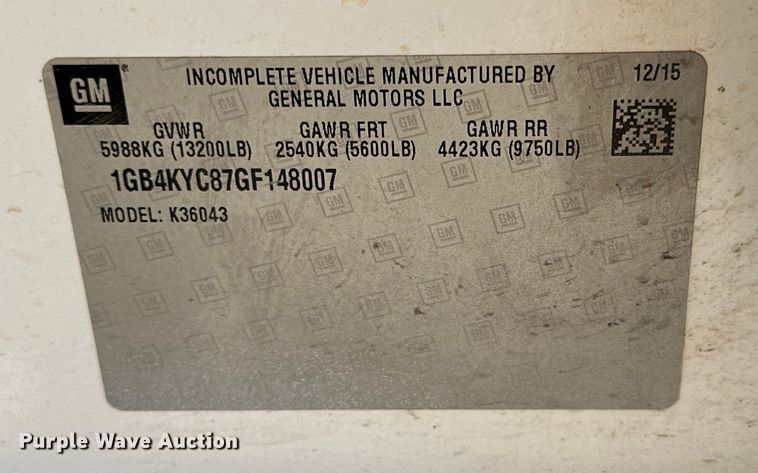 GM
INCOMPLETE VEHICLE MANUFACTURED BY
GENERAL MOTORS LLC
12/15
GVWR GAWR FRT GAWR RR
5988KG (13200LB) 2540KG (5600LB) 4423KG (9750LB)
1GB4KYC87GF148007
MODEL: K36043
Purple Wave Auction